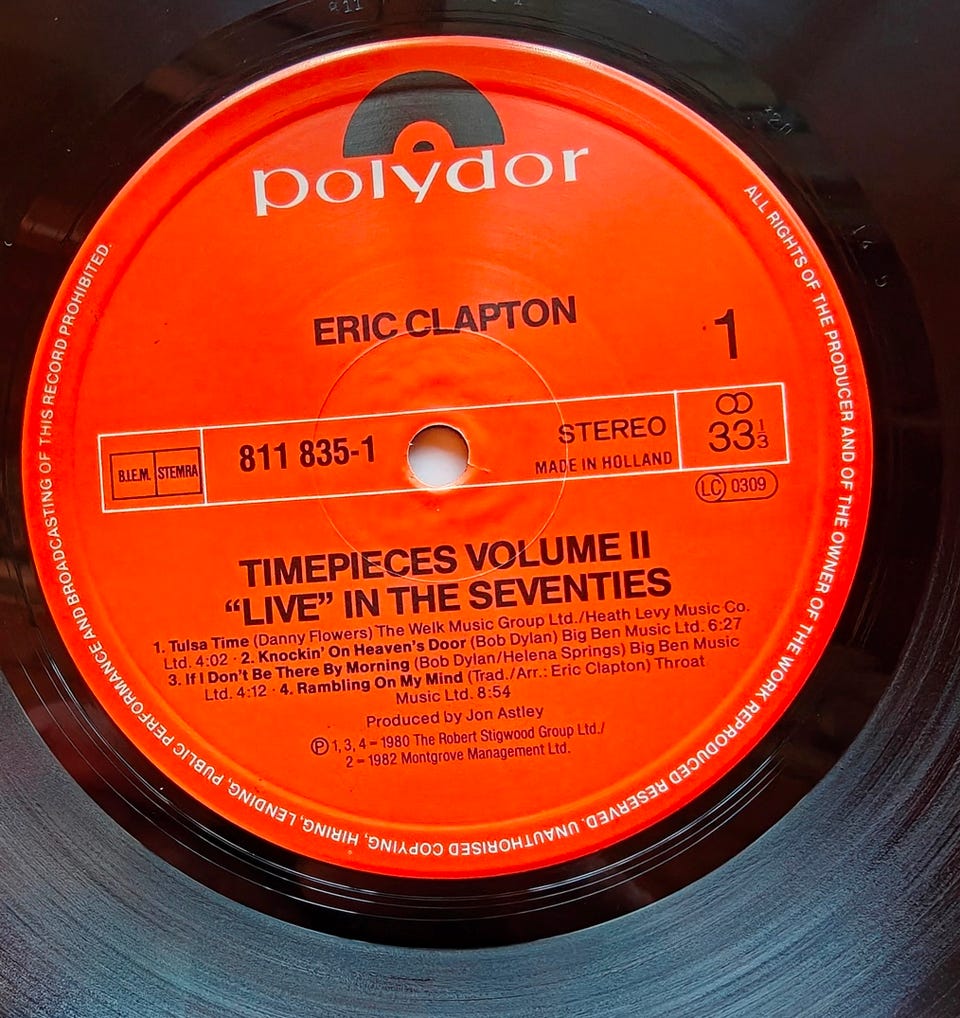 polydor
ERIC CLAPTON
1
B.I.E.M. STEMRA
811 835-1
STEREO
MADE IN HOLLAND
33 1/3
LC 0309
TIMEPIECES VOLUME II
“LIVE” IN THE SEVENTIES
1. Tulsa Time (Danny Flowers) The Welk Music Group Ltd./Heath Levy Music Co.
Ltd. 4:02 · 2. Knockin' On Heaven's Door (Bob Dylan) Big Ben Music Ltd. 6:27
3. If I Don't Be There By Morning (Bob Dylan/Helena Springs) Big Ben Music
Ltd. 4:12 · 4. Rambling On My Mind (Trad./Arr.: Eric Clapton) Throat
Music Ltd. 8:54
Produced by Jon Astley
Ⓟ 1, 3, 4 – 1980 The Robert Stigwood Group Ltd./
2 – 1982 Montgrove Management Ltd.
ALL RIGHTS OF THE PRODUCER AND OF THE OWNER OF THE WORK REPRODUCED RESERVED. UNAUTHORISED COPYING, HIRING, LENDING, PUBLIC PERFORMANCE AND BROADCASTING OF THIS RECORD PROHIBITED.